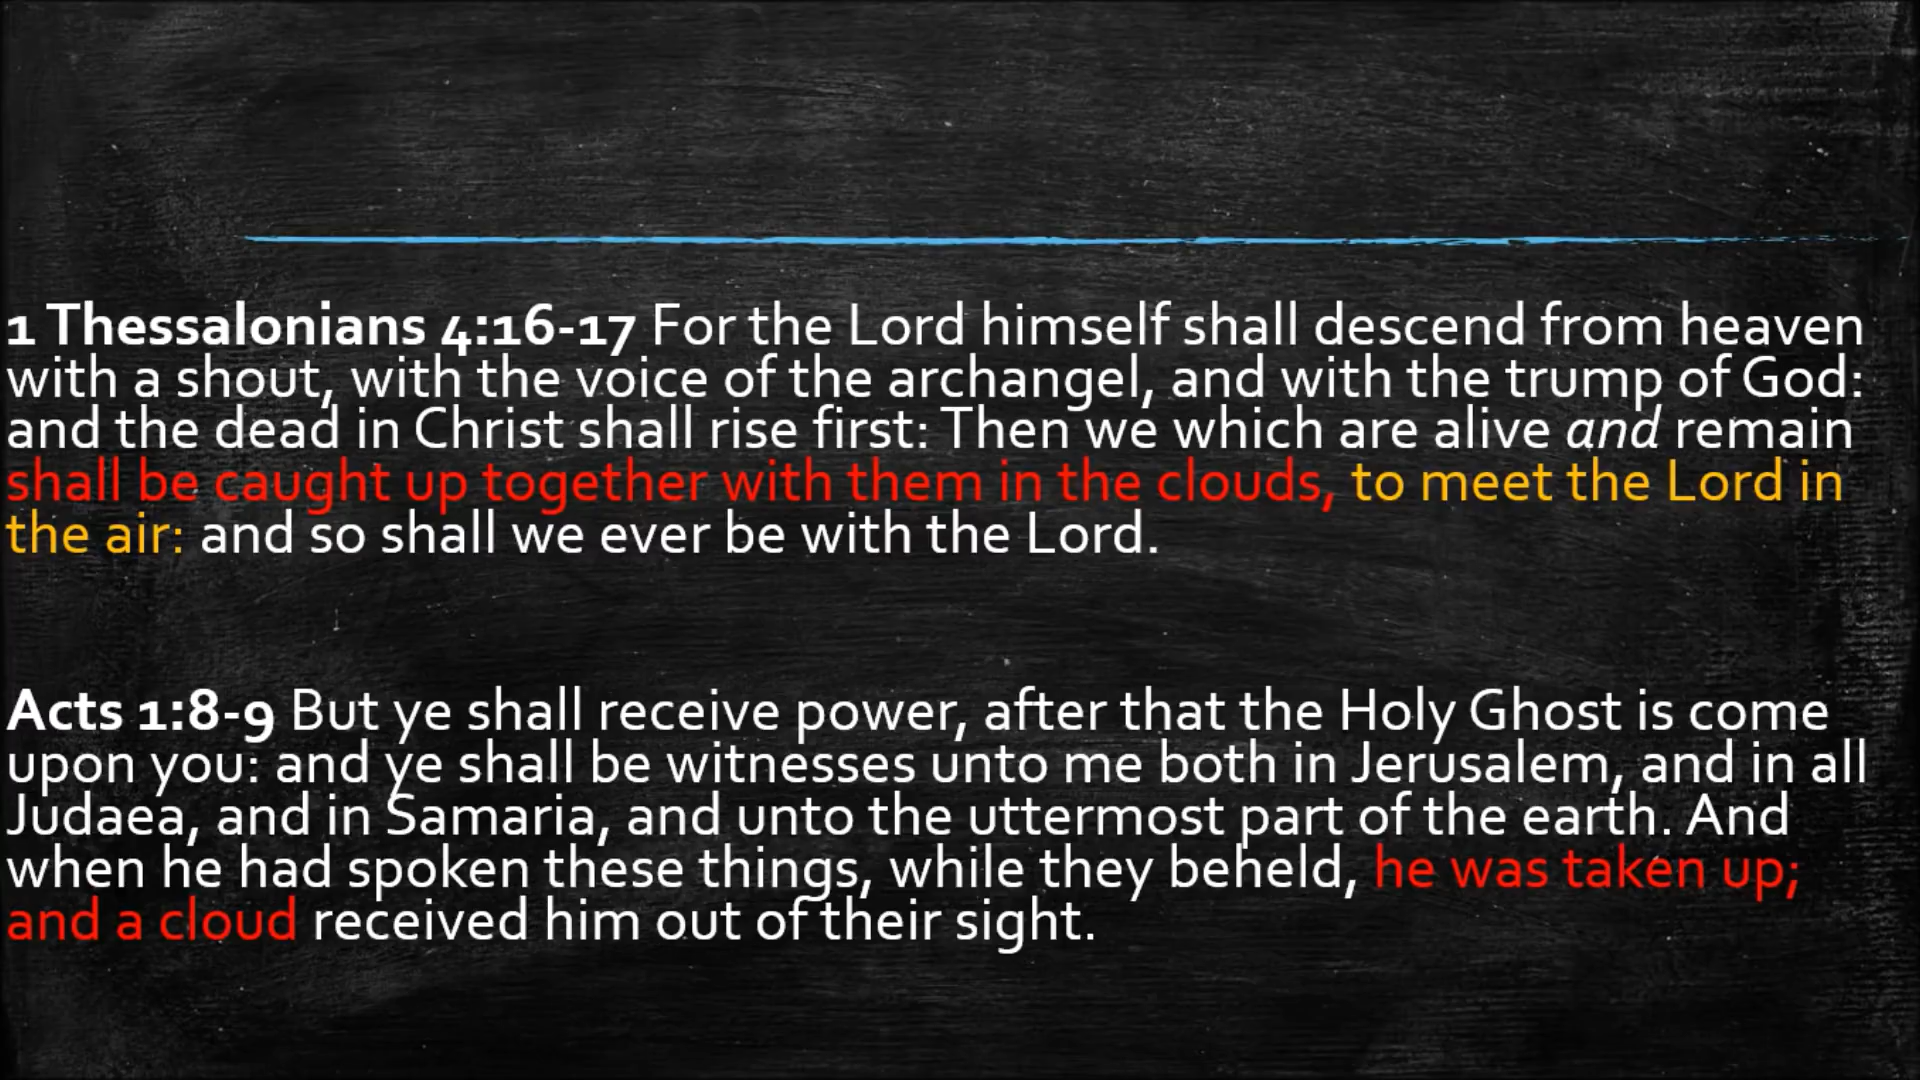 1 Thessalonians 4:16-17 For the Lord himself shall descend from heaven
with a shout, with the voice of the archangel, and with the trump of God:
and the dead in Christ shall rise first: Then we which are alive and remain
shall be caught up together with them in the clouds, to meet the Lord in
the air: and so shall we ever be with the Lord.
Acts 1:8-9 But ye shall receive power, after that the Holy Ghost is come
upon you: and ye shall be witnesses unto me both in Jerusalem, and in all
Judaea, and in Samaria, and unto the uttermost part of the earth. And
when he had spoken these things, while they beheld, he was taken up;
and a cloud received him out of their sight.